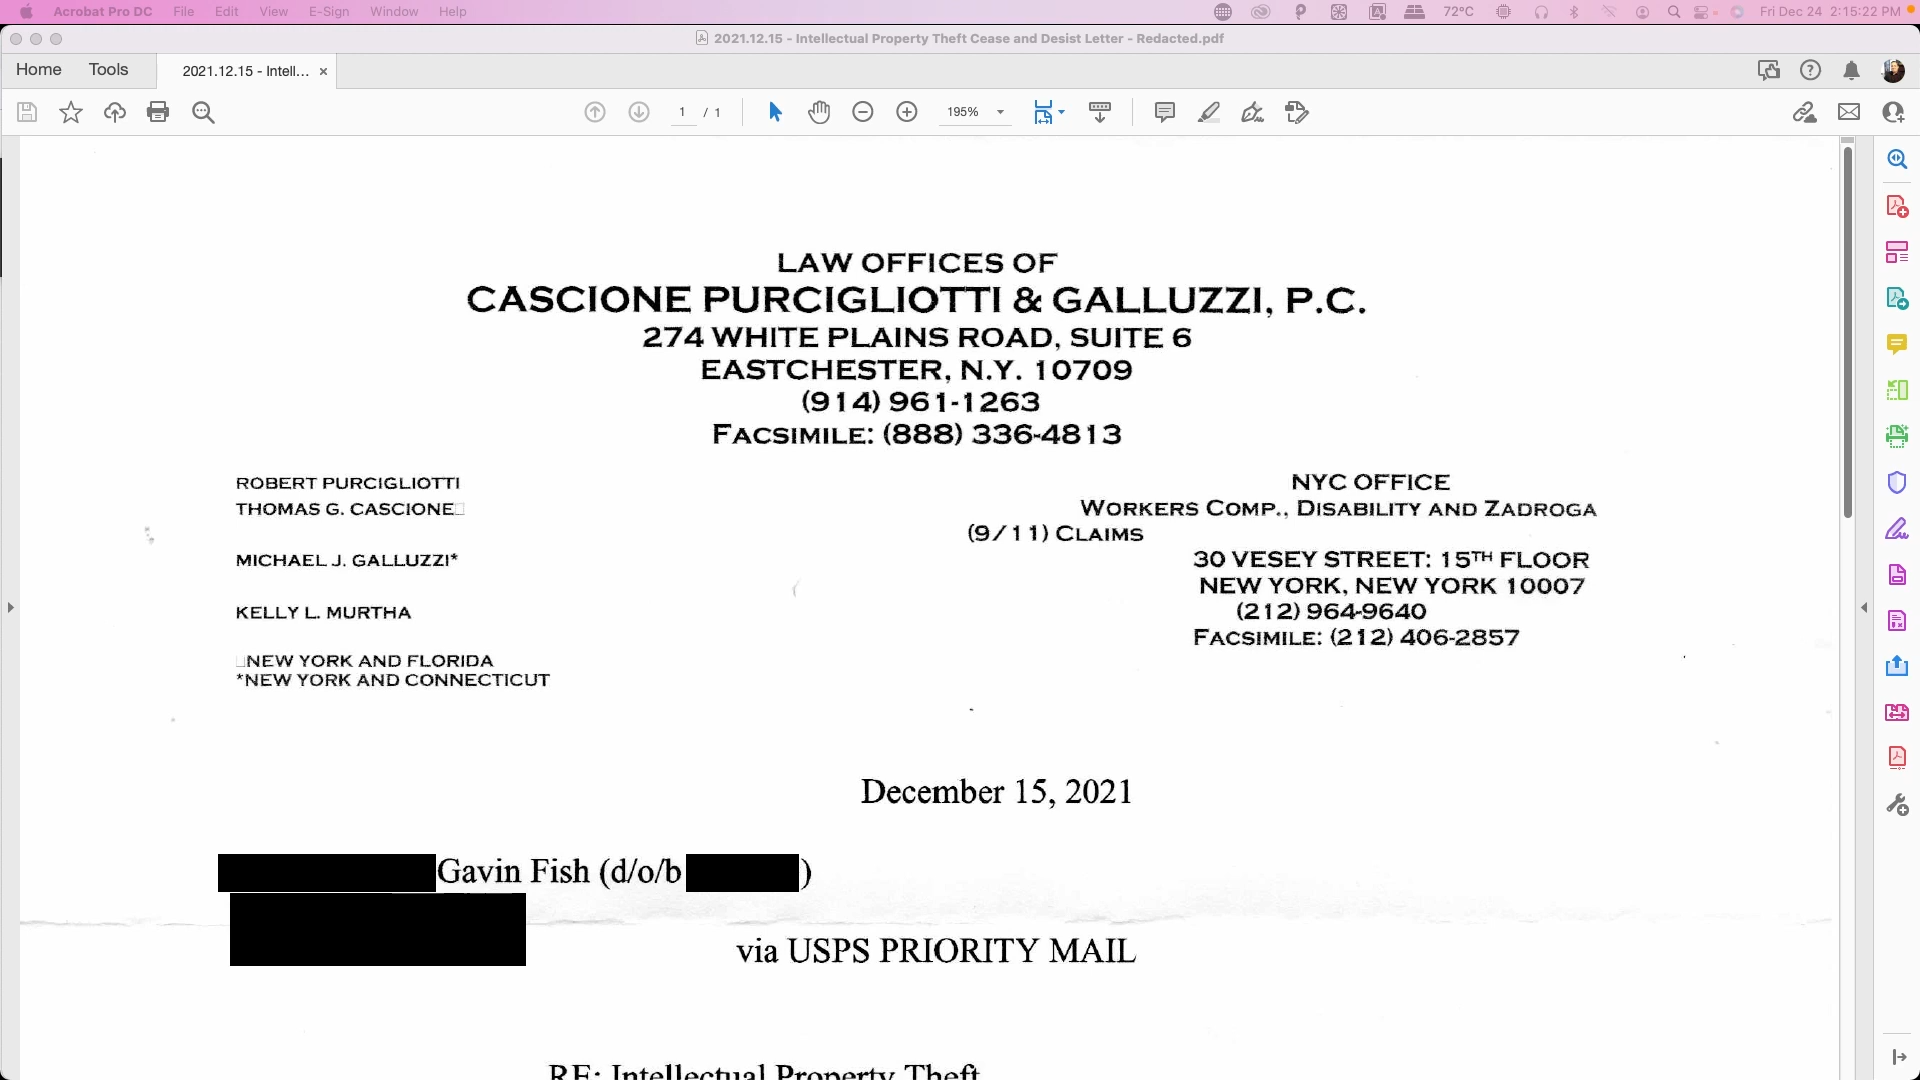 Acrobat Pro DC File Edit View E-Sign Window Help 72°C Fri Dec 24 2:15:22 PM
2021.12.15 - Intellectual Property Theft Cease and Desist Letter - Redacted.pdf
Home Tools 2021.12.15 - Intell... ×
1 / 1 195%
LAW OFFICES OF
CASCIONE PURCIGLIOTTI & GALLUZZI, P.C.
274 WHITE PLAINS ROAD, SUITE 6
EASTCHESTER, N.Y. 10709
(914) 961-1263
FACSIMILE: (888) 336-4813
ROBERT PURCIGLIOTTI
THOMAS G. CASCIONE□
MICHAEL J. GALLUZZI*
KELLY L. MURTHA
□NEW YORK AND FLORIDA
*NEW YORK AND CONNECTICUT
NYC OFFICE
WORKERS COMP., DISABILITY AND ZADROGA
(9/11) CLAIMS
30 VESEY STREET: 15TH FLOOR
NEW YORK, NEW YORK 10007
(212) 964-9640
FACSIMILE: (212) 406-2857
December 15, 2021
Gavin Fish (d/o/b )
via USPS PRIORITY MAIL
RE: Intellectual Property Theft